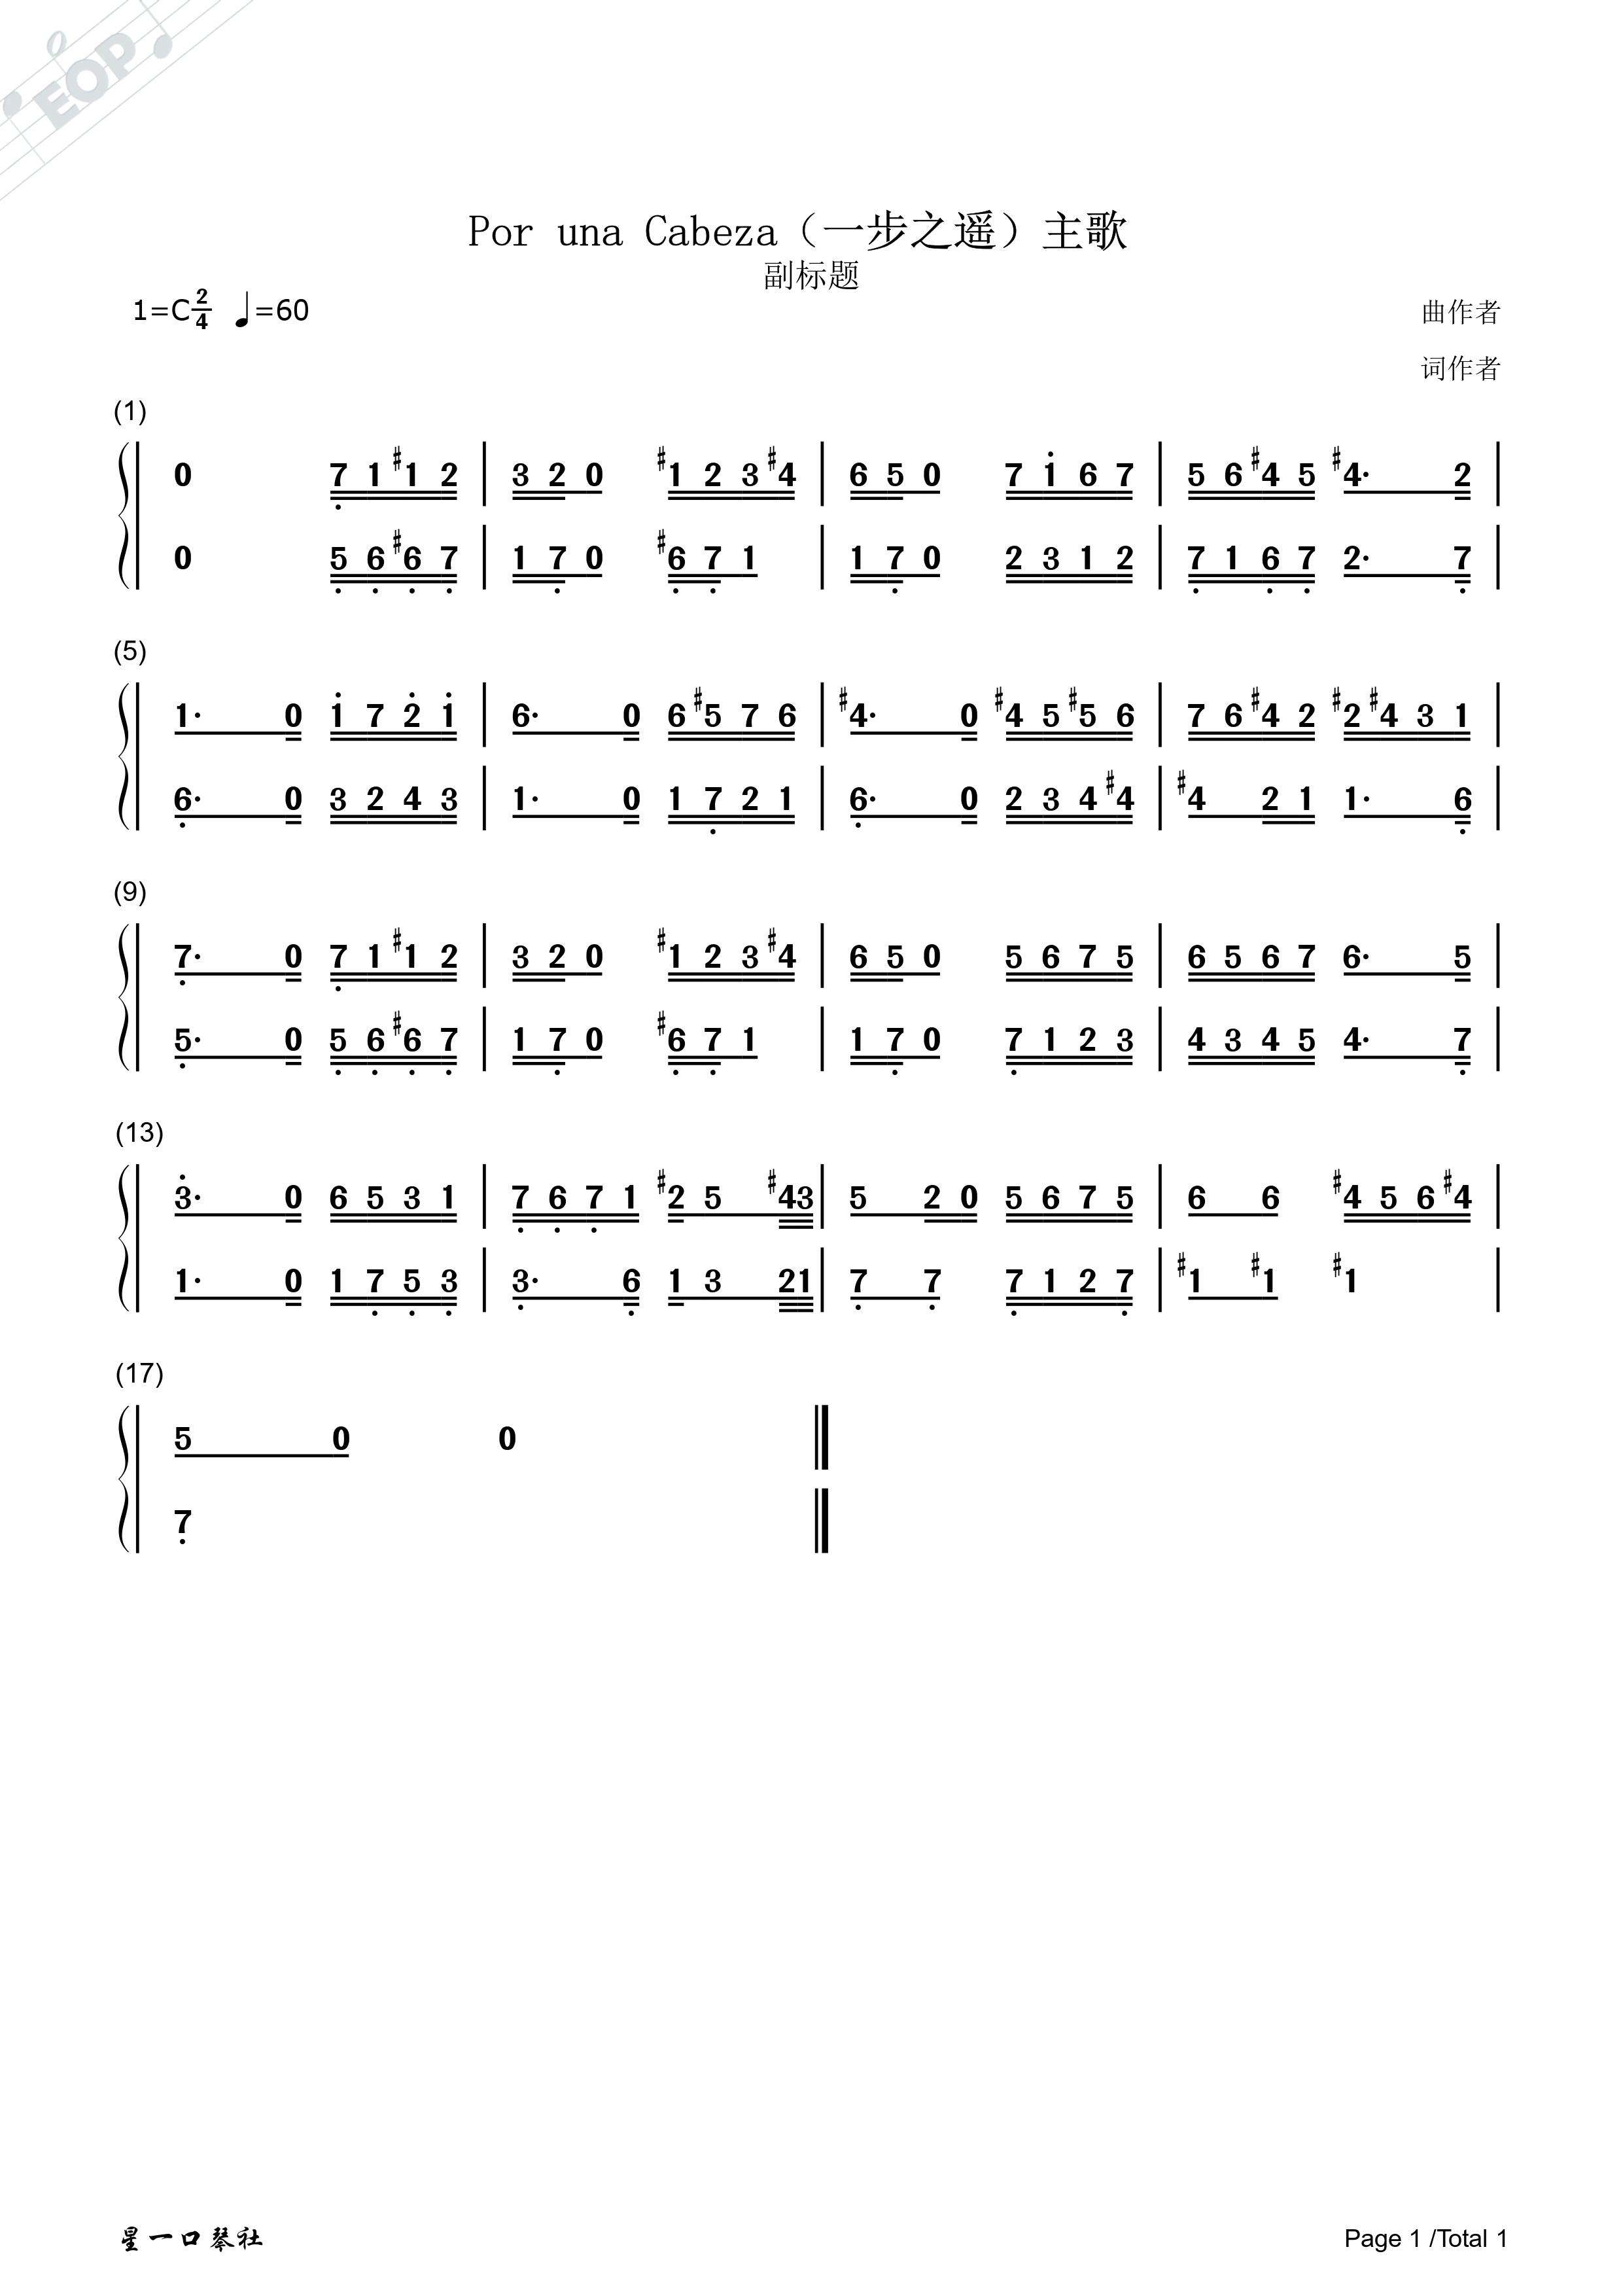 EOP
Por una Cabeza（一步之遥）主歌
副标题
1=C 2/4 ♩=60
曲作者
词作者
(1)
0 7̣ 1 #1 2 | 3 2 0 #1 2 3 #4 | 6 5 0 7 1̇ 6 7 | 5 6 #4 5 #4· 2 |
0 5̣ 6̣ #6̣ 7̣ | 1 7̣ 0 #6̣ 7̣ 1 | 1 7̣ 0 2 3 1 2 | 7̣ 1 6̣ 7̣ 2· 7̣ |
(5)
1· 0 1̇ 7 2̇ 1̇ | 6· 0 6 #5 7 6 | #4· 0 #4 5 #5 6 | 7 6 #4 2 #2 #4 3 1 |
6̣· 0 3 2 4 3 | 1· 0 1 7̣ 2 1 | 6̣· 0 2 3 4 #4 | #4 2 1 1· 6̣ |
(9)
7̣· 0 7̣ 1 #1 2 | 3 2 0 #1 2 3 #4 | 6 5 0 5 6 7 5 | 6 5 6 7 6· 5 |
5̣· 0 5̣ 6̣ #6̣ 7̣ | 1 7̣ 0 #6̣ 7̣ 1 | 1 7̣ 0 7̣ 1 2 3 | 4 3 4 5 4· 7̣ |
(13)
3̇· 0 6 5 3 1 | 7̣ 6̣ 7̣ 1 #2 5 #4 3 | 5 2 0 5 6 7 5 | 6 6 #4 5 6 #4 |
1· 0 1 7̣ 5̣ 3̣ | 3̣· 6̣ 1 3 2 1 | 7̣ 7̣ 7̣ 1 2 7̣ | #1 #1 #1 |
(17)
5 0 0
7̣
星一口琴社
Page 1 /Total 1